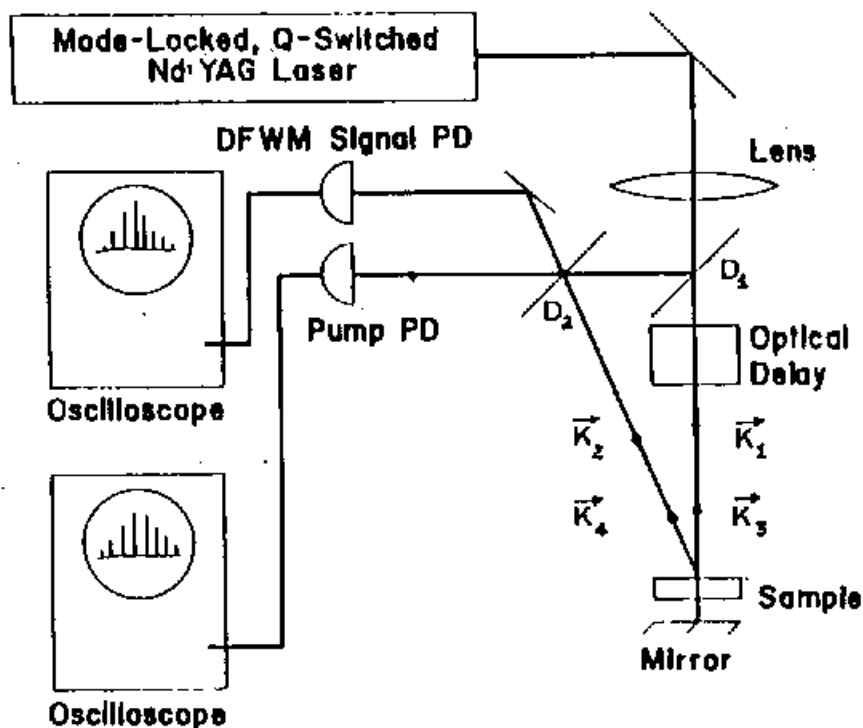 Mode-Locked, Q-Switched
Nd:YAG Laser
DFWM Signal PD
Lens
D₁
D₂
Pump PD
Optical
Delay
Oscilloscope
K₂
K₁
K₄
K₃
Sample
Mirror
Oscilloscope